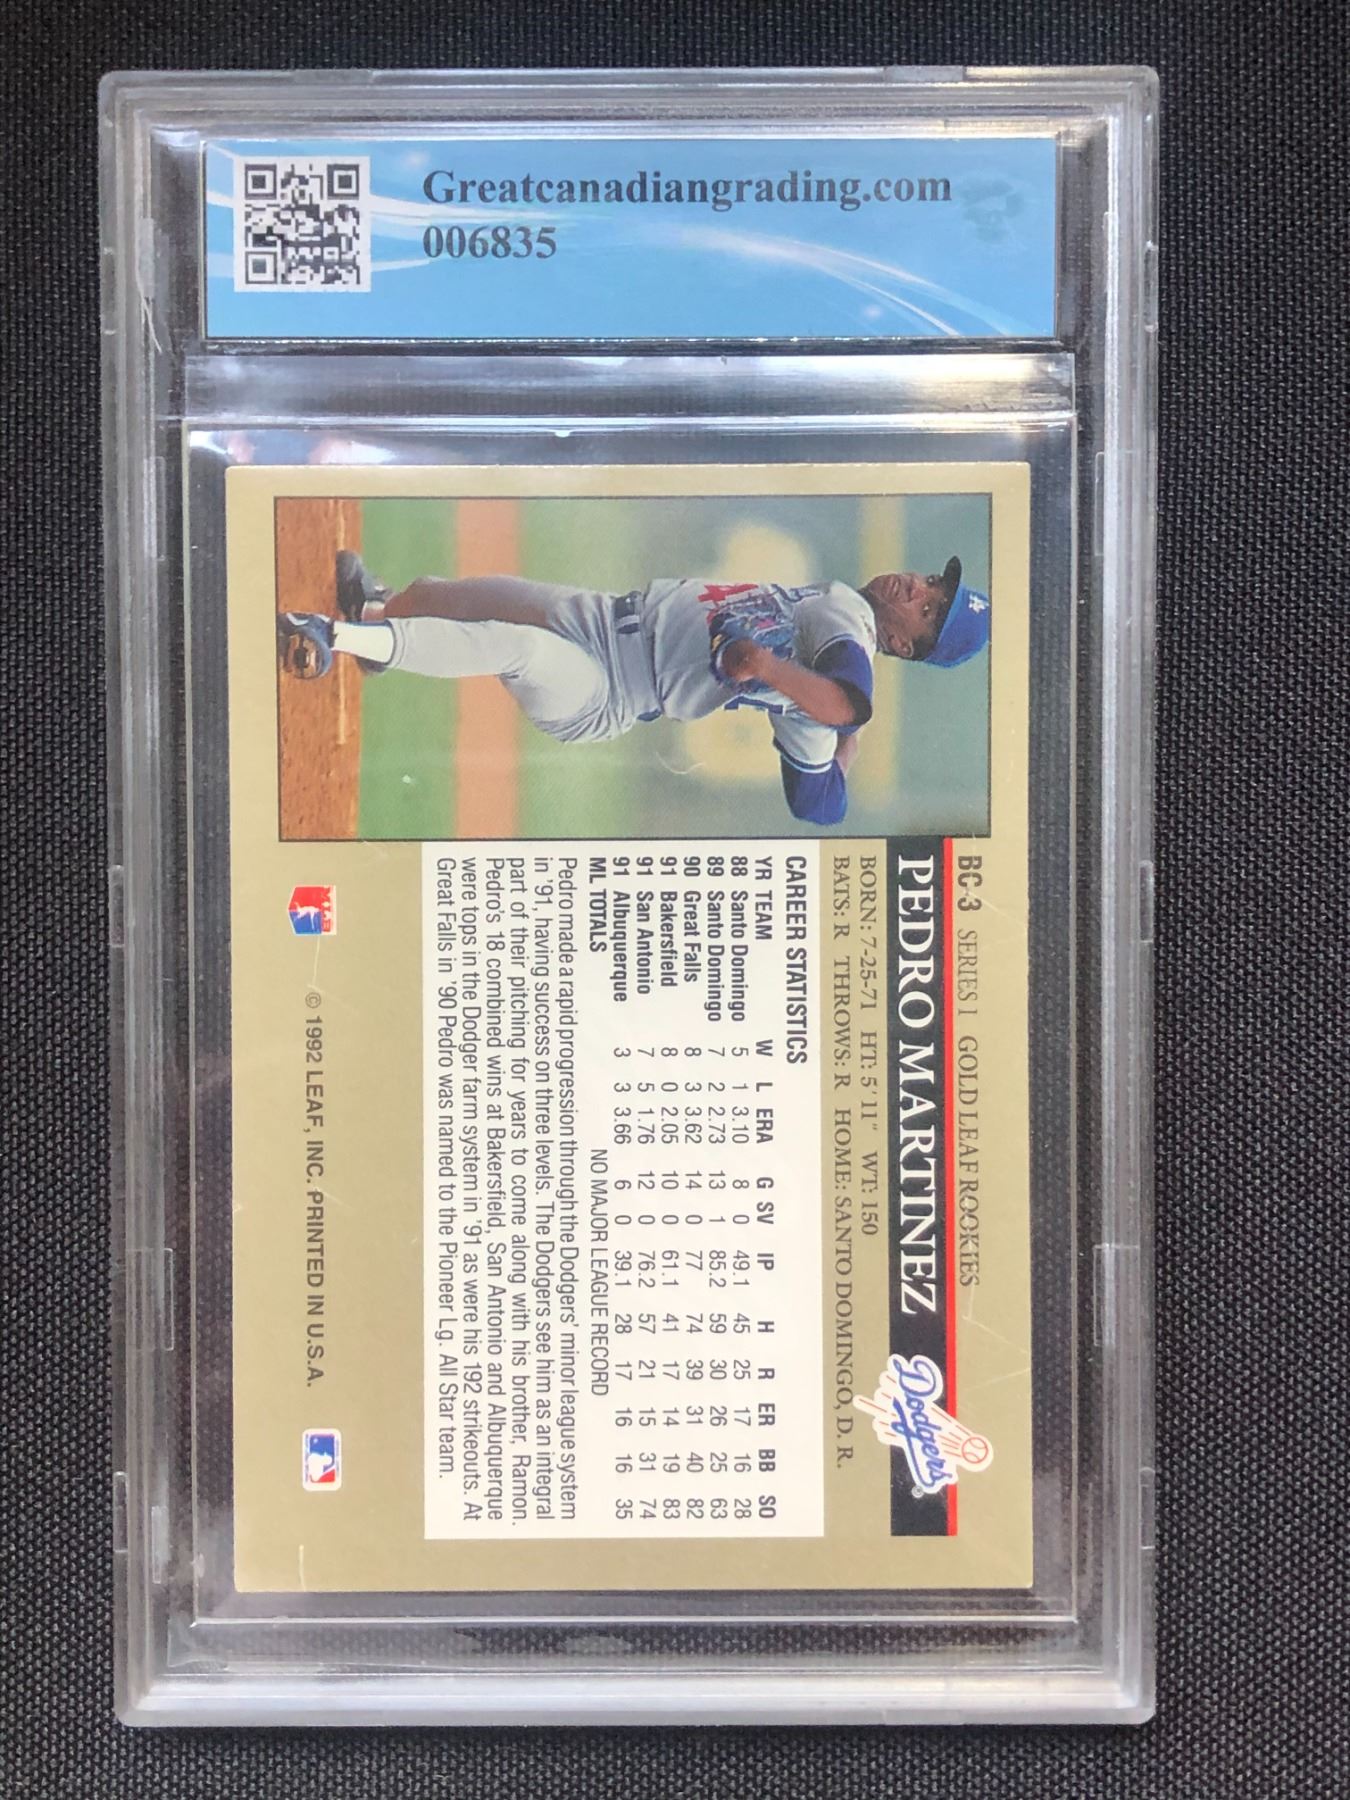 Greatcanadiangrading.com
006835
BC-3 SERIES 1 GOLD LEAF ROOKIES
PEDRO MARTINEZ
Dodgers
BORN: 7-25-71 HT: 5'11" WT: 150
BATS: R THROWS: R HOME: SANTO DOMINGO, D. R.
CAREER STATISTICS
YR TEAM W L ERA G SV IP H R ER BB SO
88 Santo Domingo 5 1 3.10 8 0 49.1 45 25 17 16 28
89 Santo Domingo 7 2 2.73 13 1 85.2 59 30 26 25 63
90 Great Falls 8 3 3.62 14 0 77 74 39 31 40 82
91 Bakersfield 8 0 2.05 10 0 61.1 41 17 14 19 83
91 San Antonio 7 5 1.76 12 0 76.2 57 21 15 31 74
91 Albuquerque 3 3 3.66 6 0 39.1 28 17 16 16 35
ML TOTALS NO MAJOR LEAGUE RECORD
Pedro made a rapid progression through the Dodgers' minor league system
in '91, having success on three levels. The Dodgers see him as an integral
part of their pitching for years to come along with his brother, Ramon.
Pedro's 18 combined wins at Bakersfield, San Antonio and Albuquerque
were tops in the Dodger farm system in '91 as were his 192 strikeouts. At
Great Falls in '90 Pedro was named to the Pioneer Lg. All Star team.
© 1992 LEAF, INC. PRINTED IN U.S.A.